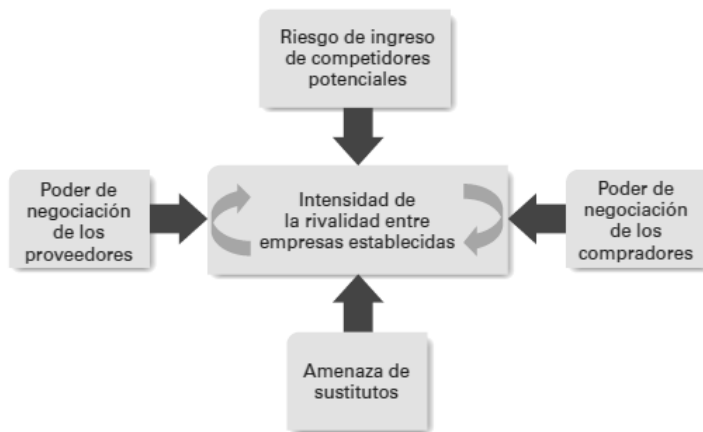 Riesgo de ingreso
de competidores
potenciales
Poder de
negociación
de los
proveedores
Intensidad de
la rivalidad entre
empresas establecidas
Poder de
negociación
de los
compradores
Amenaza de
sustitutos